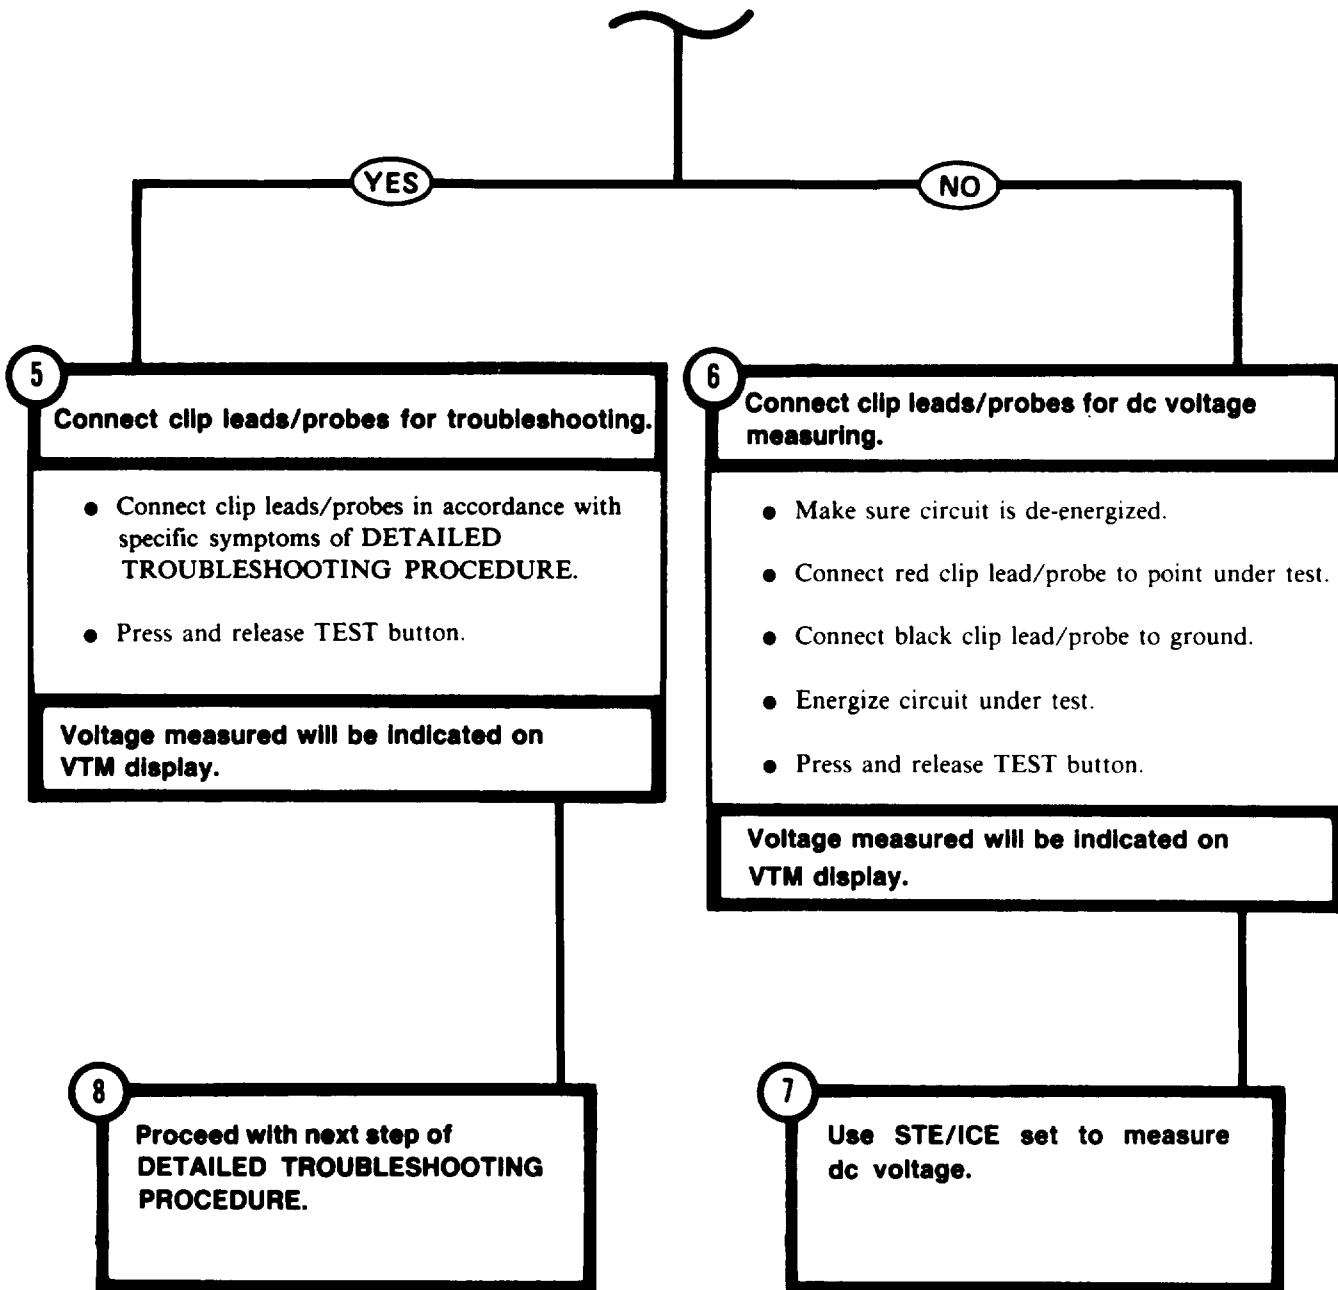 YES
NO
5
Connect clip leads/probes for troubleshooting.
● Connect clip leads/probes in accordance with
specific symptoms of DETAILED
TROUBLESHOOTING PROCEDURE.
● Press and release TEST button.
Voltage measured will be indicated on
VTM display.
6
Connect clip leads/probes for dc voltage
measuring.
● Make sure circuit is de-energized.
● Connect red clip lead/probe to point under test.
● Connect black clip lead/probe to ground.
● Energize circuit under test.
● Press and release TEST button.
Voltage measured will be indicated on
VTM display.
8
Proceed with next step of
DETAILED TROUBLESHOOTING
PROCEDURE.
7
Use STE/ICE set to measure
dc voltage.